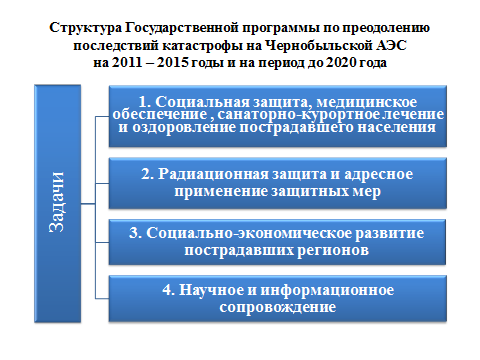 Структура Государственной программы по преодолению
последствий катастрофы на Чернобыльской АЭС
на 2011 – 2015 годы и на период до 2020 года
Задачи
1. Социальная защита, медицинское
обеспечение , санаторно-курортное лечение
и оздоровление пострадавшего населения
2. Радиационная защита и адресное
применение защитных мер
3. Социально-экономическое развитие
пострадавших регионов
4. Научное и информационное
сопровождение